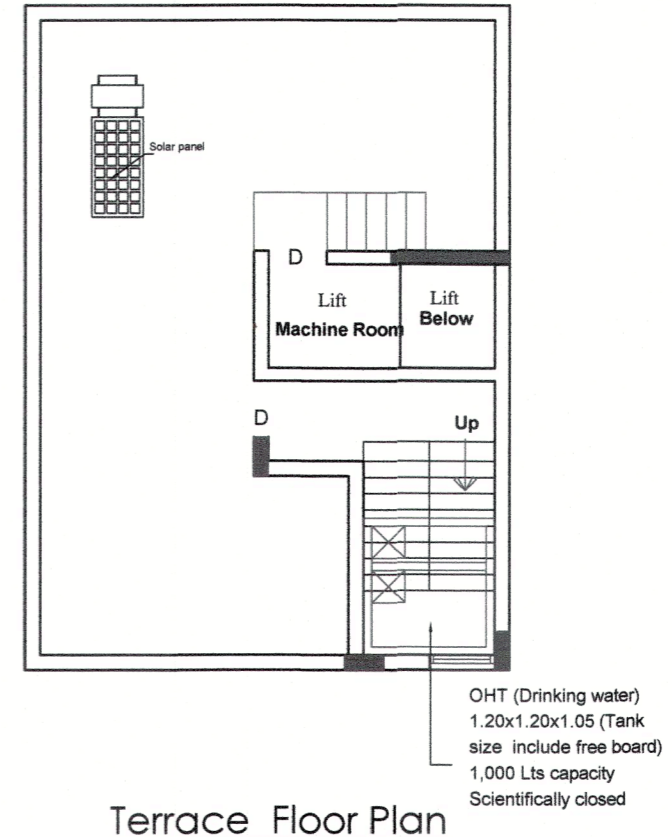 Solar panel
D
Lift
Machine Room
Lift
Below
D
Up
OHT (Drinking water)
1.20x1.20x1.05 (Tank
size include free board)
1,000 Lts capacity
Scientifically closed
Terrace Floor Plan